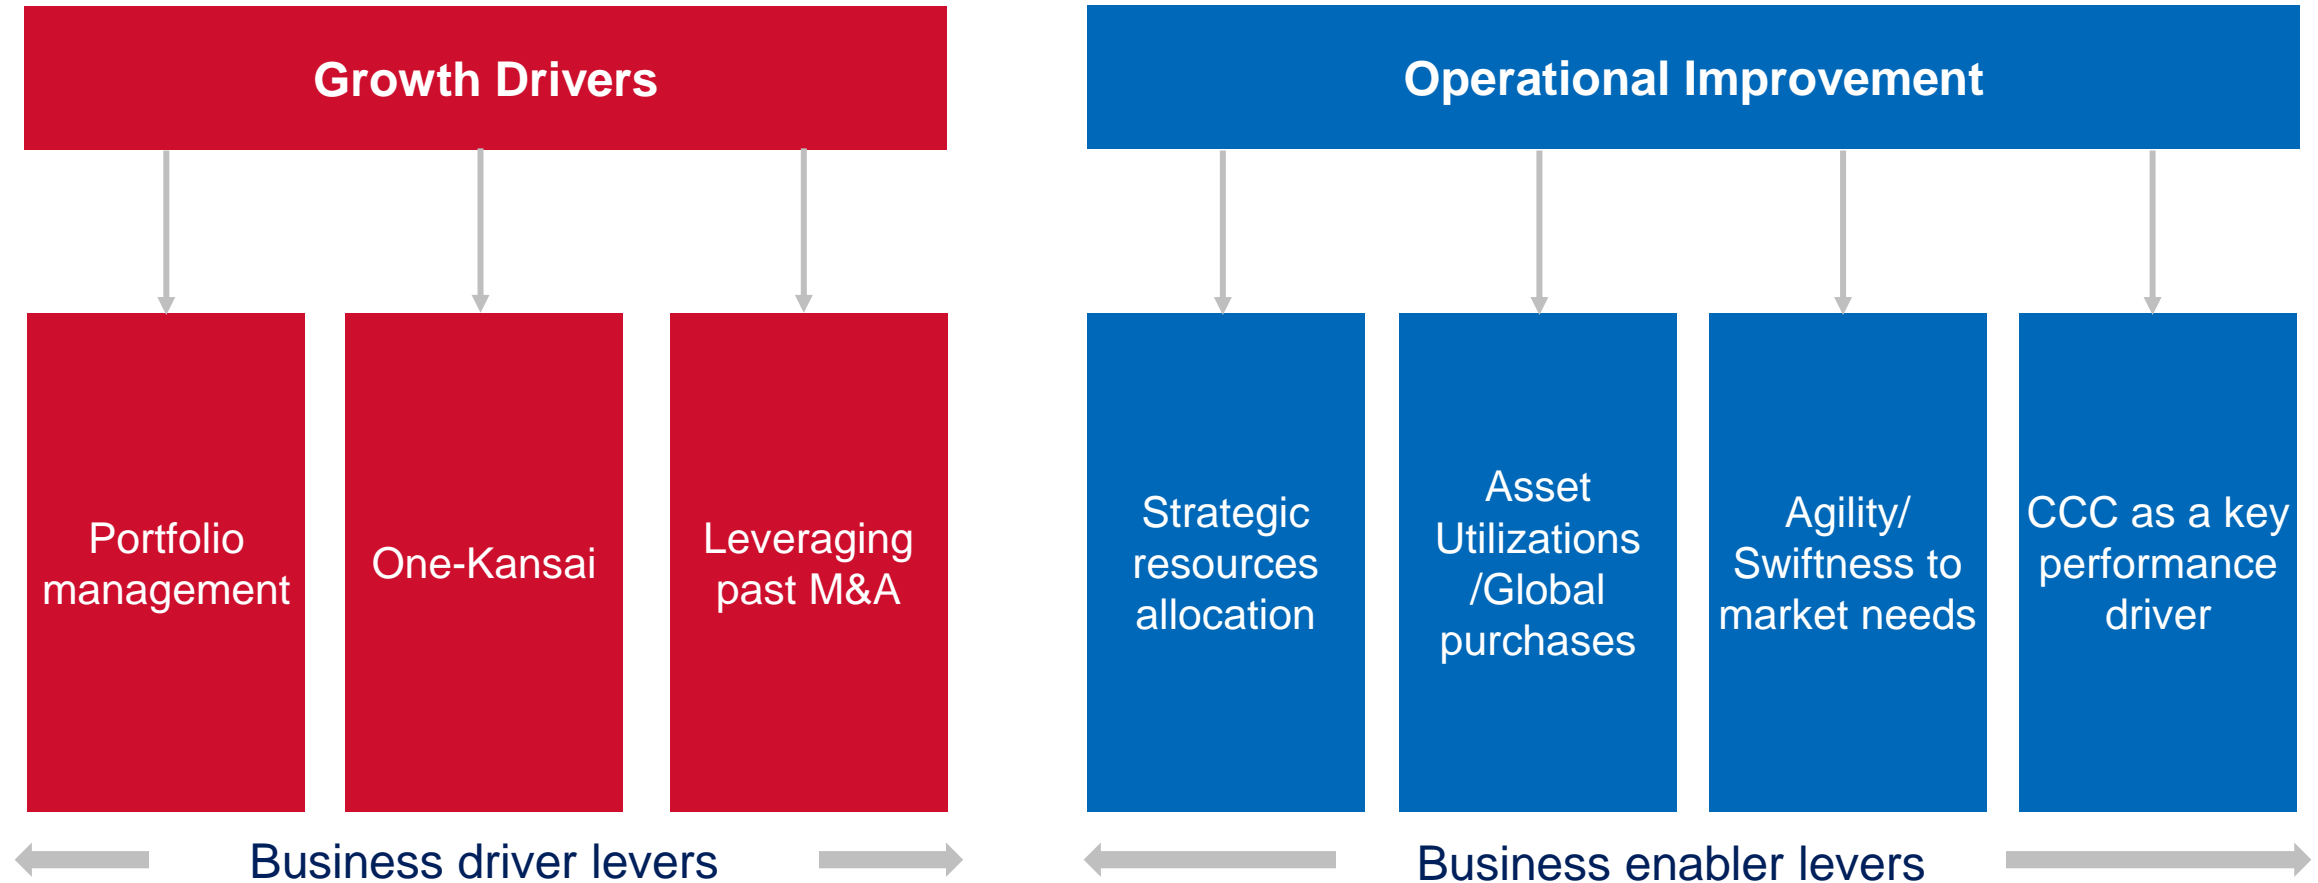 Growth Drivers
Operational Improvement
Portfolio
management
One-Kansai
Leveraging
past M&A
Strategic
resources
allocation
Asset
Utilizations
/Global
purchases
Agility/
Swiftness to
market needs
CCC as a key
performance
driver
Business driver levers
Business enabler levers